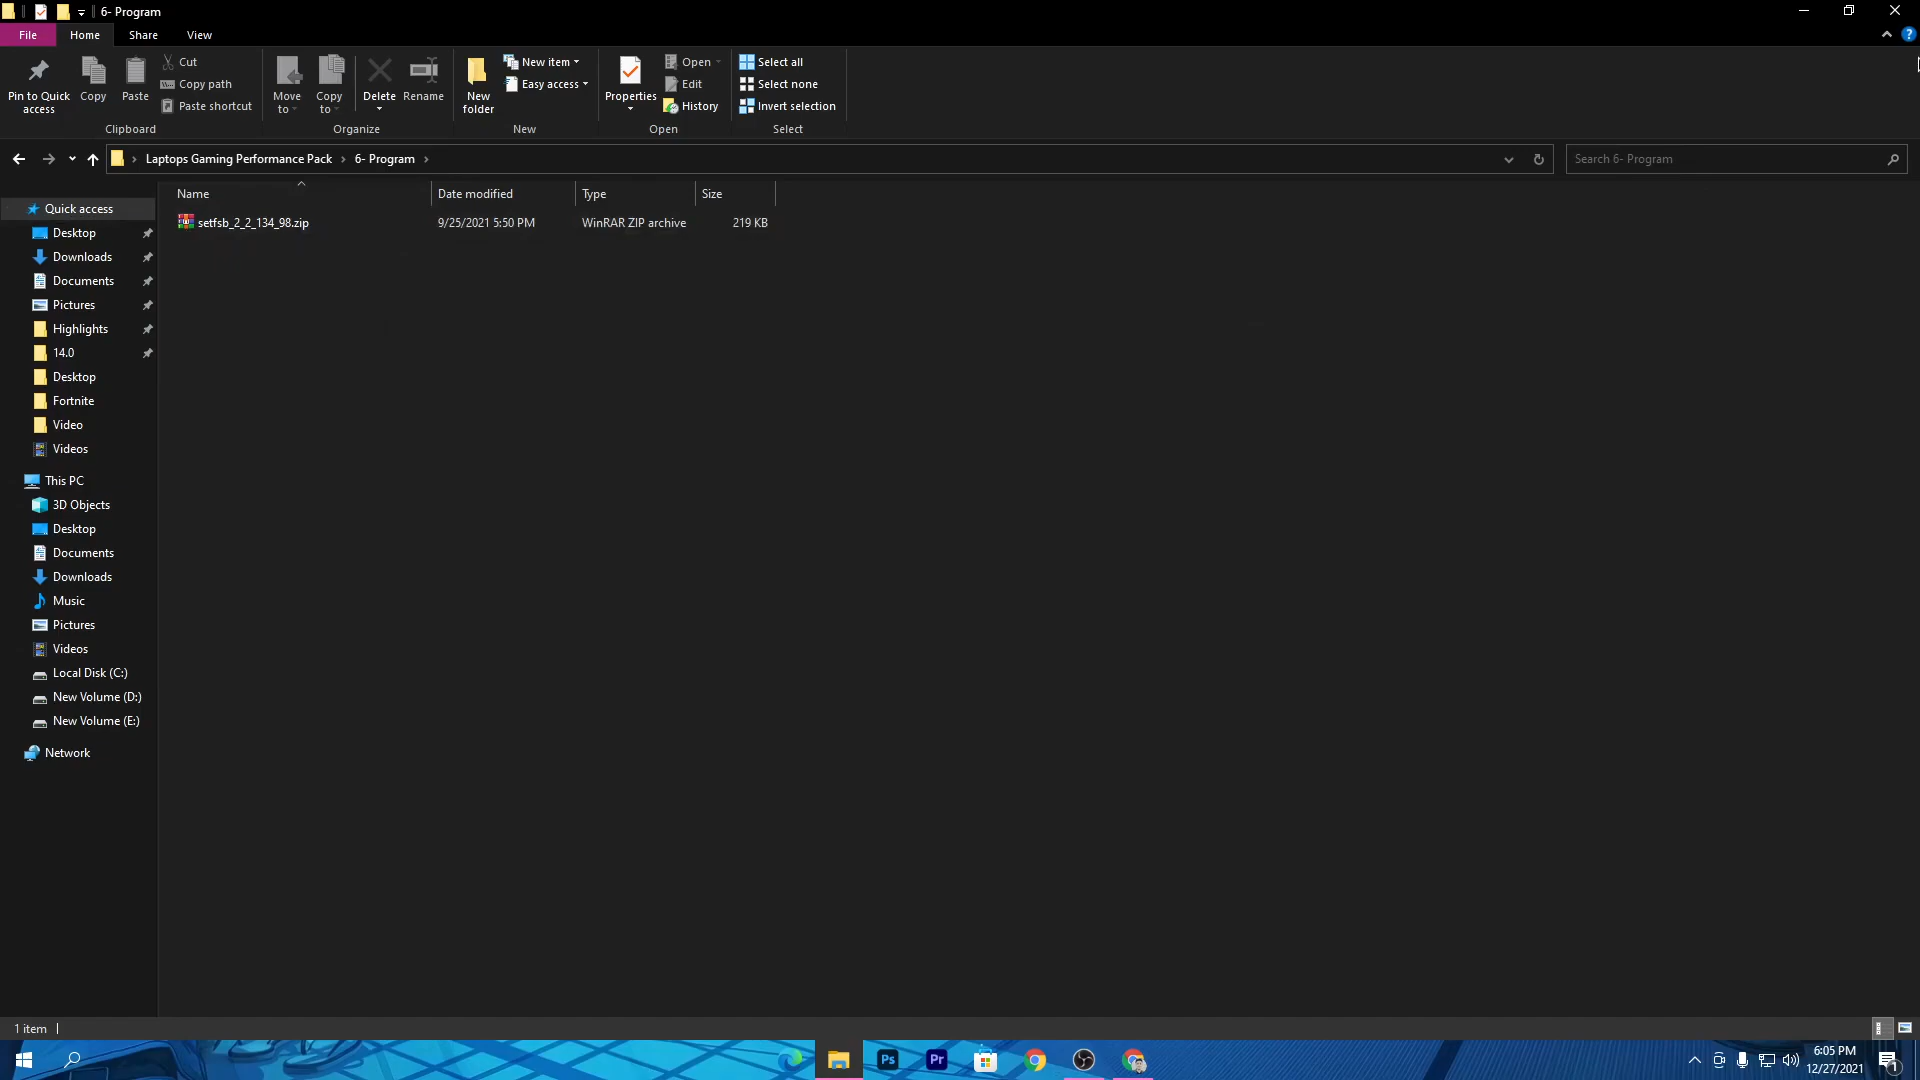 6- Program
File Home Share View
Pin to Quick access
Copy
Paste
Cut
Copy path
Paste shortcut
Clipboard
Move to
Copy to
Delete
Rename
Organize
New folder
New item
Easy access
New
Properties
Open
Edit
History
Open
Select all
Select none
Invert selection
Select
Laptops Gaming Performance Pack > 6- Program >
Search 6- Program
Name Date modified Type Size
setfsb_2_2_134_98.zip 9/25/2021 5:50 PM WinRAR ZIP archive 219 KB
Quick access
Desktop
Downloads
Documents
Pictures
Highlights
14.0
Desktop
Fortnite
Video
Videos
This PC
3D Objects
Desktop
Documents
Downloads
Music
Pictures
Videos
Local Disk (C:)
New Volume (D:)
New Volume (E:)
Network
1 item
Ps
Pr
6:05 PM
12/27/2021
1